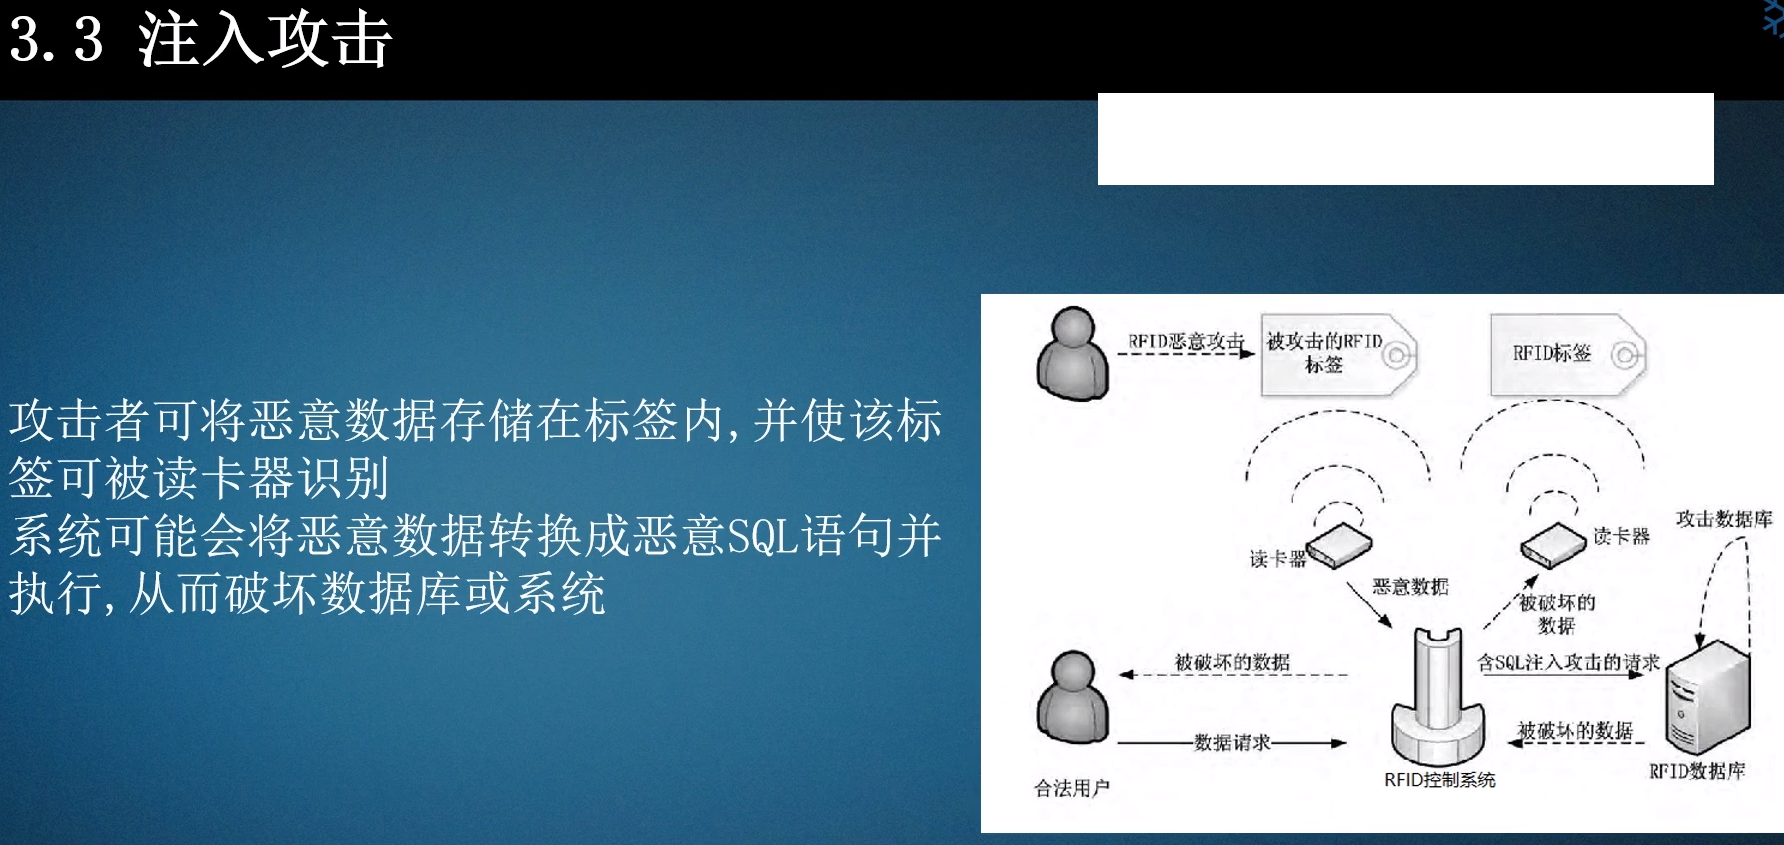 3.3 注入攻击
攻击者可将恶意数据存储在标签内,并使该标
签可被读卡器识别
系统可能会将恶意数据转换成恶意SQL语句并
执行,从而破坏数据库或系统
RFID恶意攻击
被攻击的RFID
标签
RFID标签
读卡器
读卡器
攻击数据库
恶意数据
被破坏的
数据
被破坏的数据
含SQL注入攻击的请求
数据请求
被破坏的数据
合法用户
RFID控制系统
RFID数据库